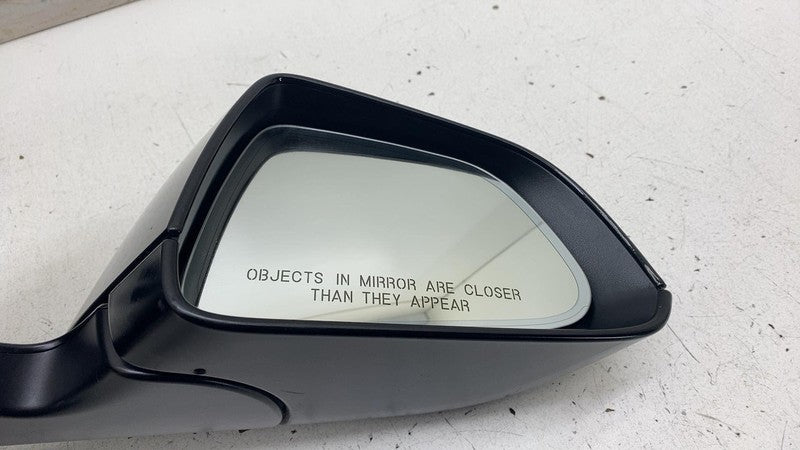 OBJECTS IN MIRROR ARE CLOSER
THAN THEY APPEAR